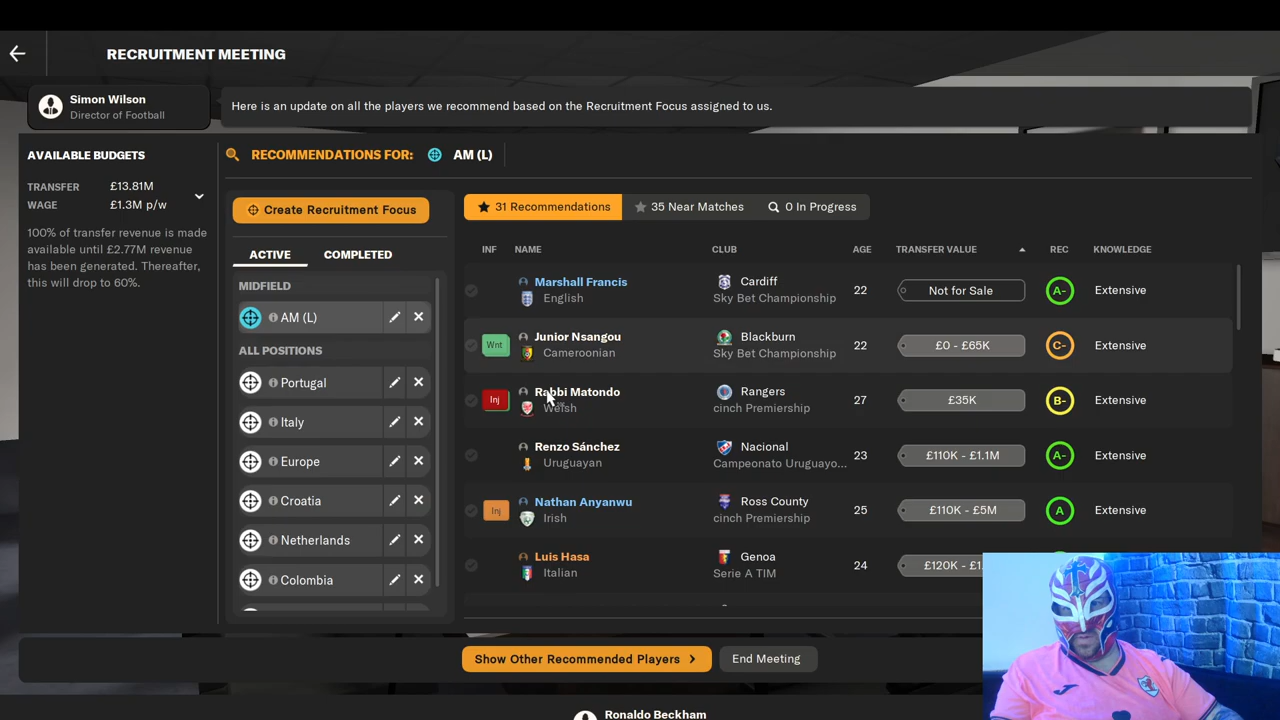 RECRUITMENT MEETING
Simon Wilson
Director of Football
Here is an update on all the players we recommend based on the Recruitment Focus assigned to us.
AVAILABLE BUDGETS
TRANSFER £13.81M
WAGE £1.3M p/w
100% of transfer revenue is made
available until £2.77M revenue
has been generated. Thereafter,
this will drop to 60%.
RECOMMENDATIONS FOR: AM (L)
Create Recruitment Focus
ACTIVE COMPLETED
MIDFIELD
AM (L)
ALL POSITIONS
Portugal
Italy
Europe
Croatia
Netherlands
Colombia
31 Recommendations 35 Near Matches 0 In Progress
INF NAME CLUB AGE TRANSFER VALUE REC KNOWLEDGE
Marshall Francis Cardiff 22 Not for Sale A- Extensive
English Sky Bet Championship
Wnt Junior Nsangou Blackburn 22 £0 - £65K C- Extensive
Cameroonian Sky Bet Championship
Inj Rabbi Matondo Rangers 27 £35K B- Extensive
Welsh cinch Premiership
Renzo Sánchez Nacional 23 £110K - £1.1M A- Extensive
Uruguayan Campeonato Uruguayo...
Inj Nathan Anyanwu Ross County 25 £110K - £5M A Extensive
Irish cinch Premiership
Luis Hasa Genoa 24 £120K - £1.
Italian Serie A TIM
Show Other Recommended Players End Meeting
Ronaldo Beckham